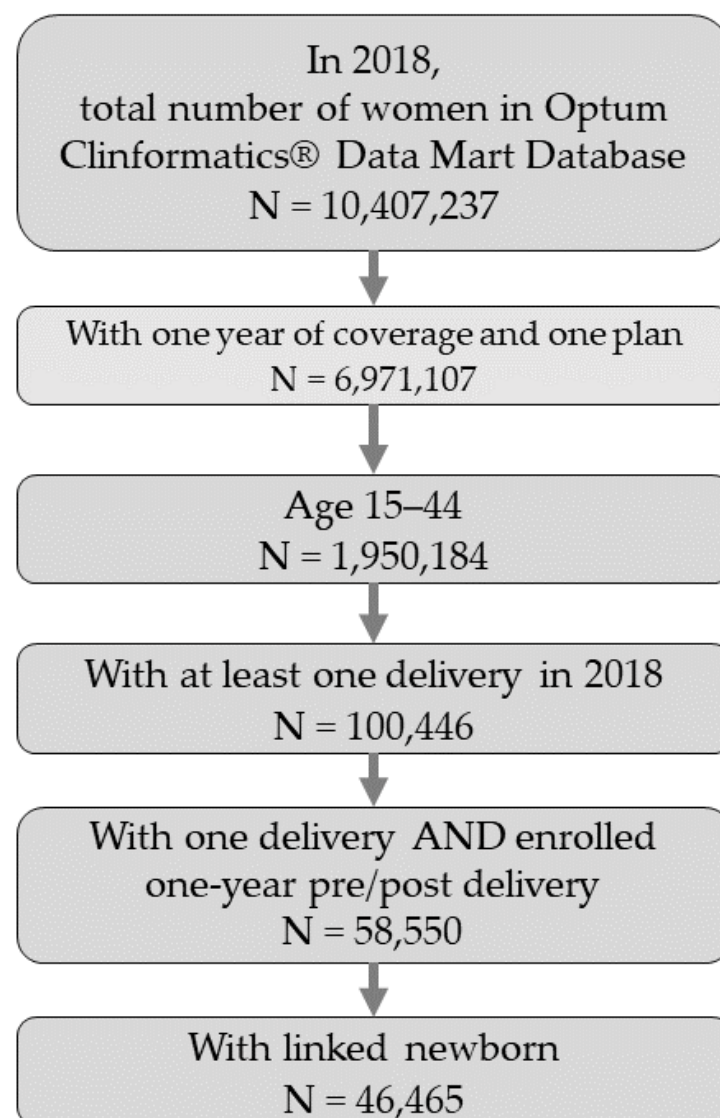 In 2018,
total number of women in Optum
Clinformatics® Data Mart Database
N = 10,407,237
With one year of coverage and one plan
N = 6,971,107
Age 15–44
N = 1,950,184
With at least one delivery in 2018
N = 100,446
With one delivery AND enrolled
one-year pre/post delivery
N = 58,550
With linked newborn
N = 46,465